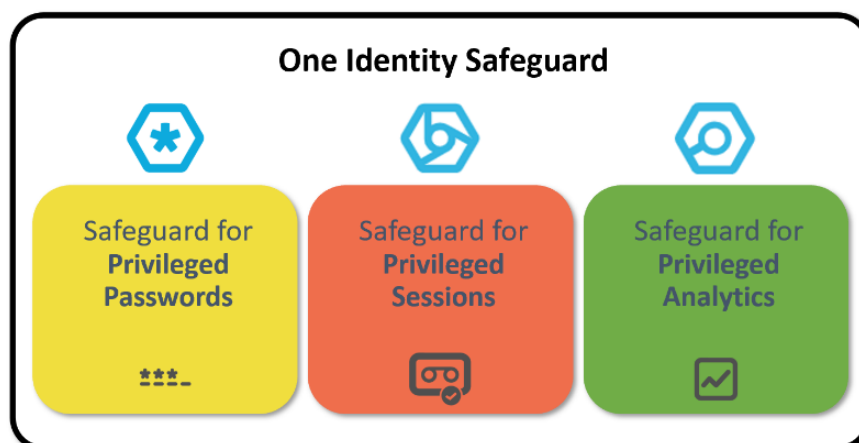 One Identity Safeguard
Safeguard for
Privileged
Passwords
Safeguard for
Privileged
Sessions
Safeguard for
Privileged
Analytics